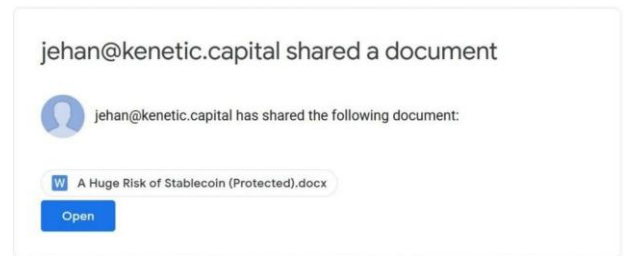 jehan@kenetic.capital shared a document
jehan@kenetic.capital has shared the following document:
W A Huge Risk of Stablecoin (Protected).docx
Open